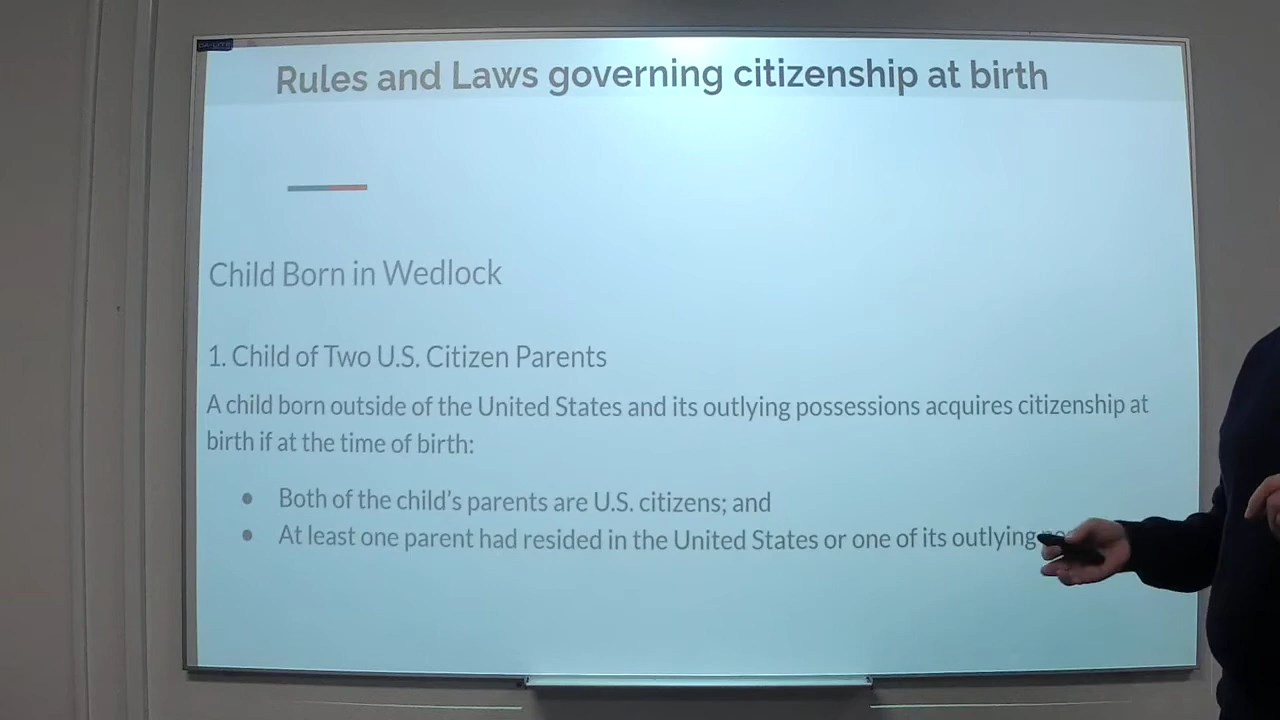 Rules and Laws governing citizenship at birth
Child Born in Wedlock
1. Child of Two U.S. Citizen Parents
A child born outside of the United States and its outlying possessions acquires citizenship at
birth if at the time of birth:
● Both of the child's parents are U.S. citizens; and
● At least one parent had resided in the United States or one of its outlying